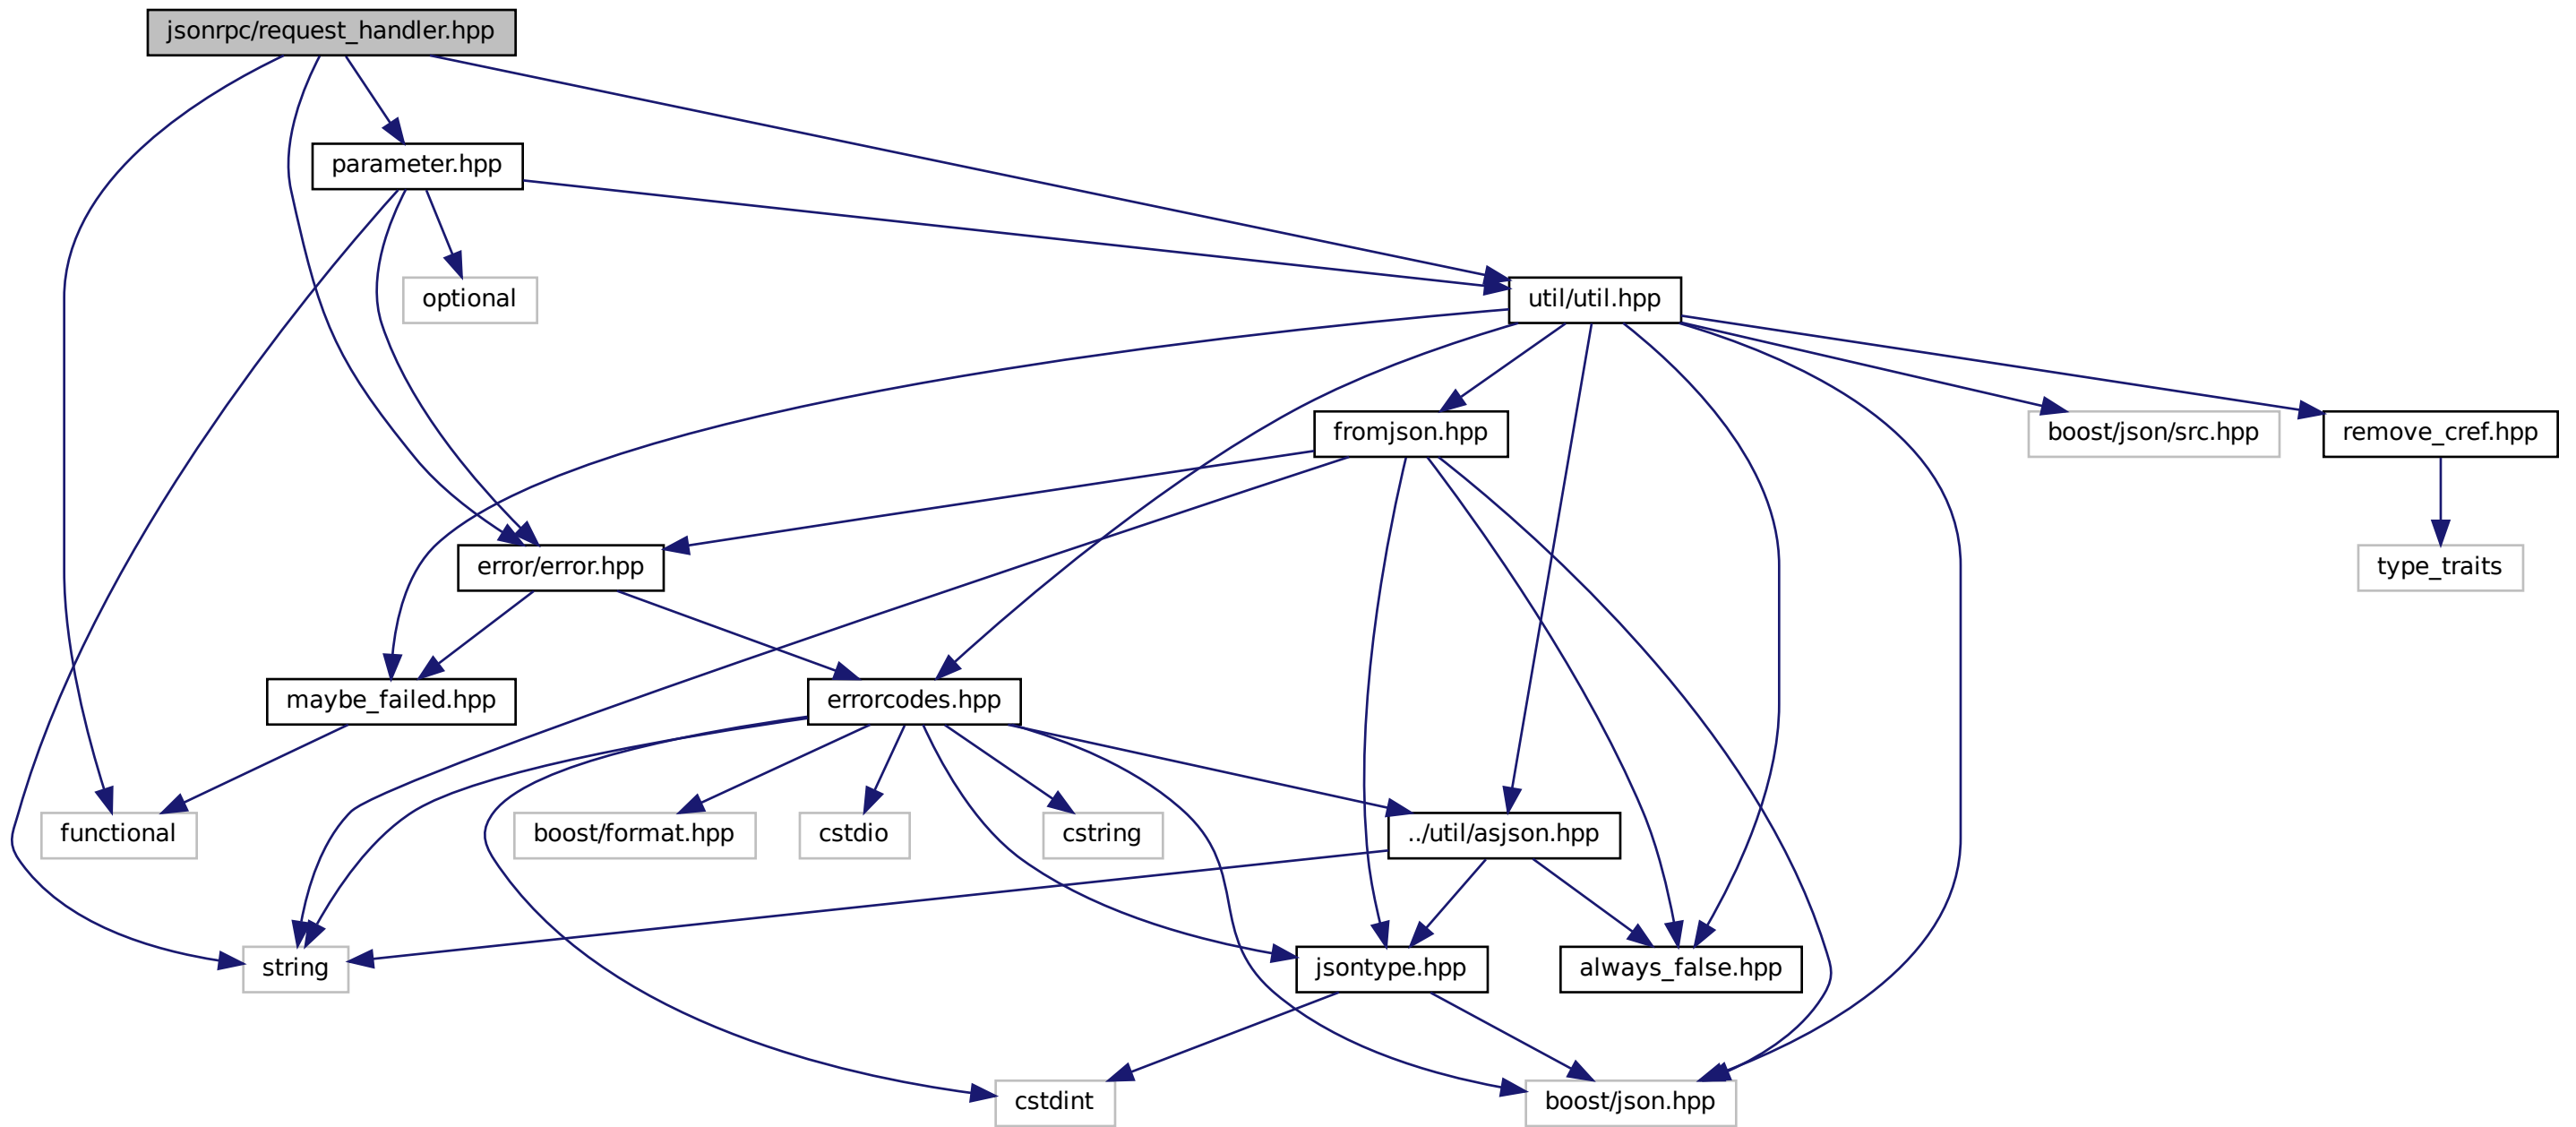 jsonrpc/request_handler.hpp
parameter.hpp
optional
util/util.hpp
fromjson.hpp
boost/json/src.hpp
remove_cref.hpp
error/error.hpp
type_traits
maybe_failed.hpp
errorcodes.hpp
functional
boost/format.hpp
cstdio
cstring
../util/asjson.hpp
string
jsontype.hpp
always_false.hpp
cstdint
boost/json.hpp